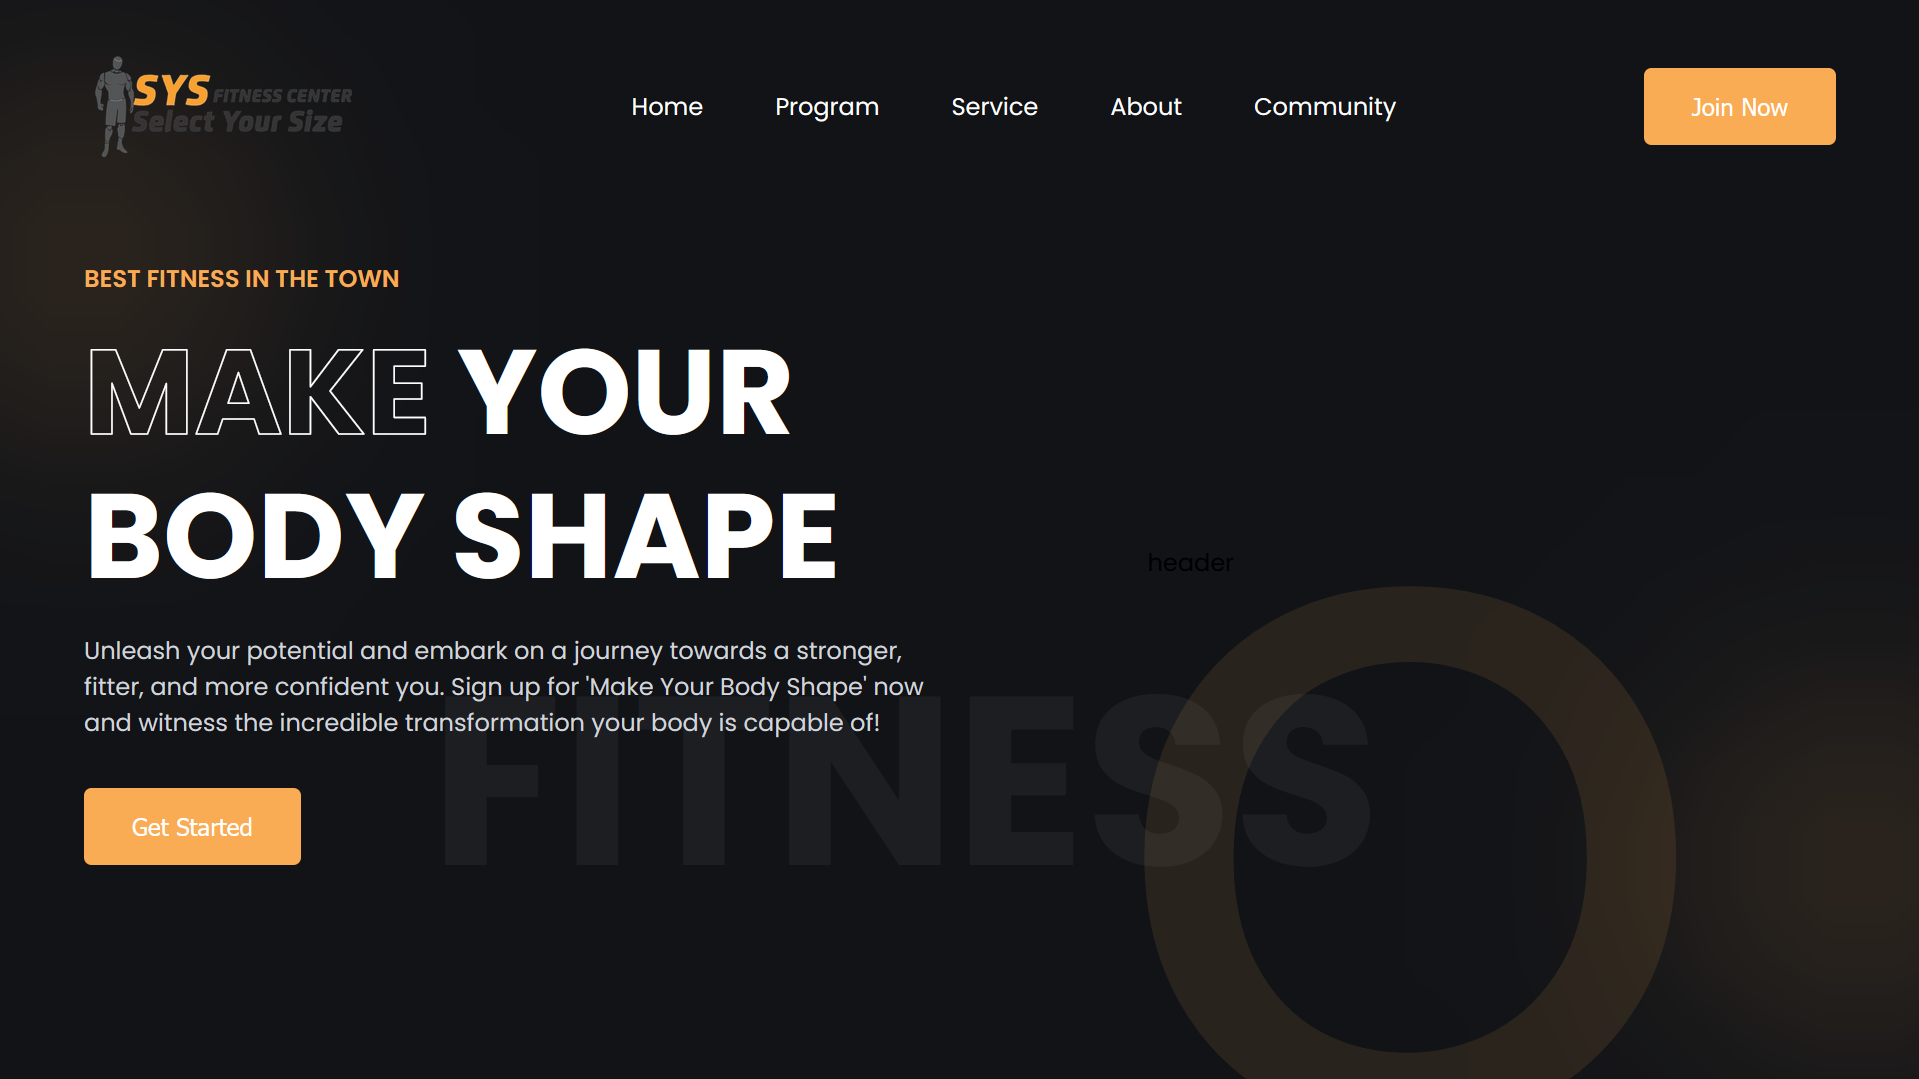 SYS FITNESS CENTER
Select Your Size
Home
Program
Service
About
Community
Join Now
BEST FITNESS IN THE TOWN
MAKE YOUR
BODY SHAPE
header
Unleash your potential and embark on a journey towards a stronger,
fitter, and more confident you. Sign up for 'Make Your Body Shape' now
and witness the incredible transformation your body is capable of!
FITNESS
O
Get Started